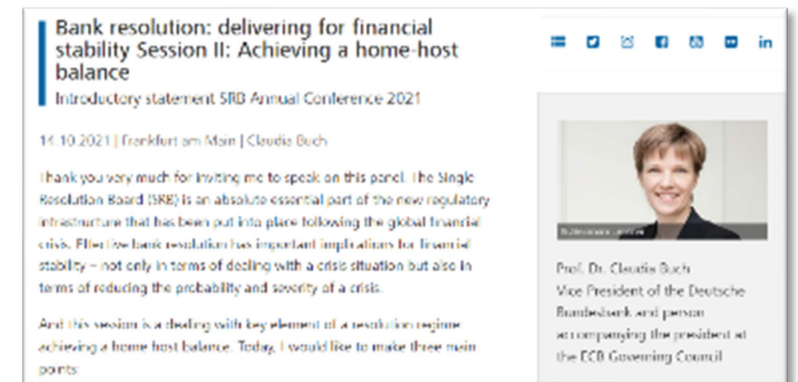 Bank resolution: delivering for financial
stability Session II: Achieving a home-host
balance
Introductory statement SRB Annual Conference 2021
14.10.2021 | Frankfurt am Main | Claudia Buch
Thank you very much for inviting me to speak on this panel. The Single
Resolution Board (SRB) is an absolute essential part of the new regulatory
infrastructure that has been put into place following the global financial
crisis. Effective bank resolution has important implications for financial
stability – not only in terms of dealing with a crisis situation but also in
terms of reducing the probability and severity of a crisis.
And this session is a dealing with key element of a resolution regime
achieving a home host balance. Today, I would like to make three main
points:
in
Prof. Dr. Claudia Buch
Vice President of the Deutsche
Bundesbank and person
accompanying the president at
the ECB Governing Council